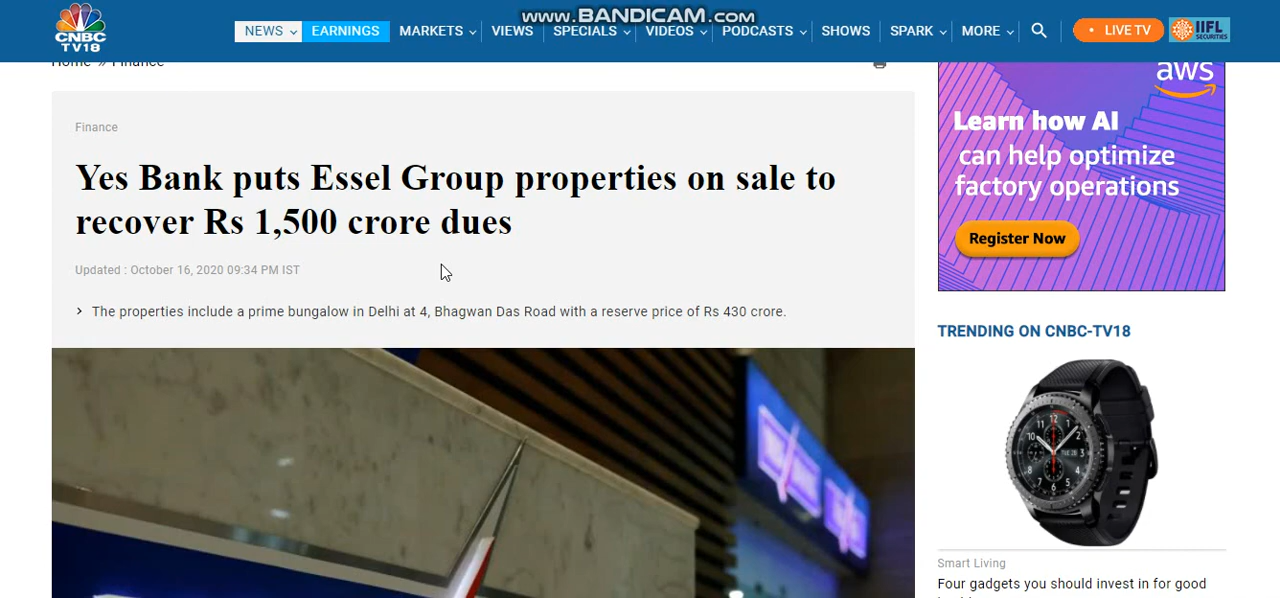 www.BANDICAM.com
CNBC
TV18
NEWS
EARNINGS
MARKETS
VIEWS
SPECIALS
VIDEOS
PODCASTS
SHOWS
SPARK
MORE
LIVE TV
IIFL
SECURITIES
Home » Finance
Finance
Yes Bank puts Essel Group properties on sale to
recover Rs 1,500 crore dues
Updated : October 16, 2020 09:34 PM IST
The properties include a prime bungalow in Delhi at 4, Bhagwan Das Road with a reserve price of Rs 430 crore.
aws
Learn how AI
can help optimize
factory operations
Register Now
TRENDING ON CNBC-TV18
Smart Living
Four gadgets you should invest in for good